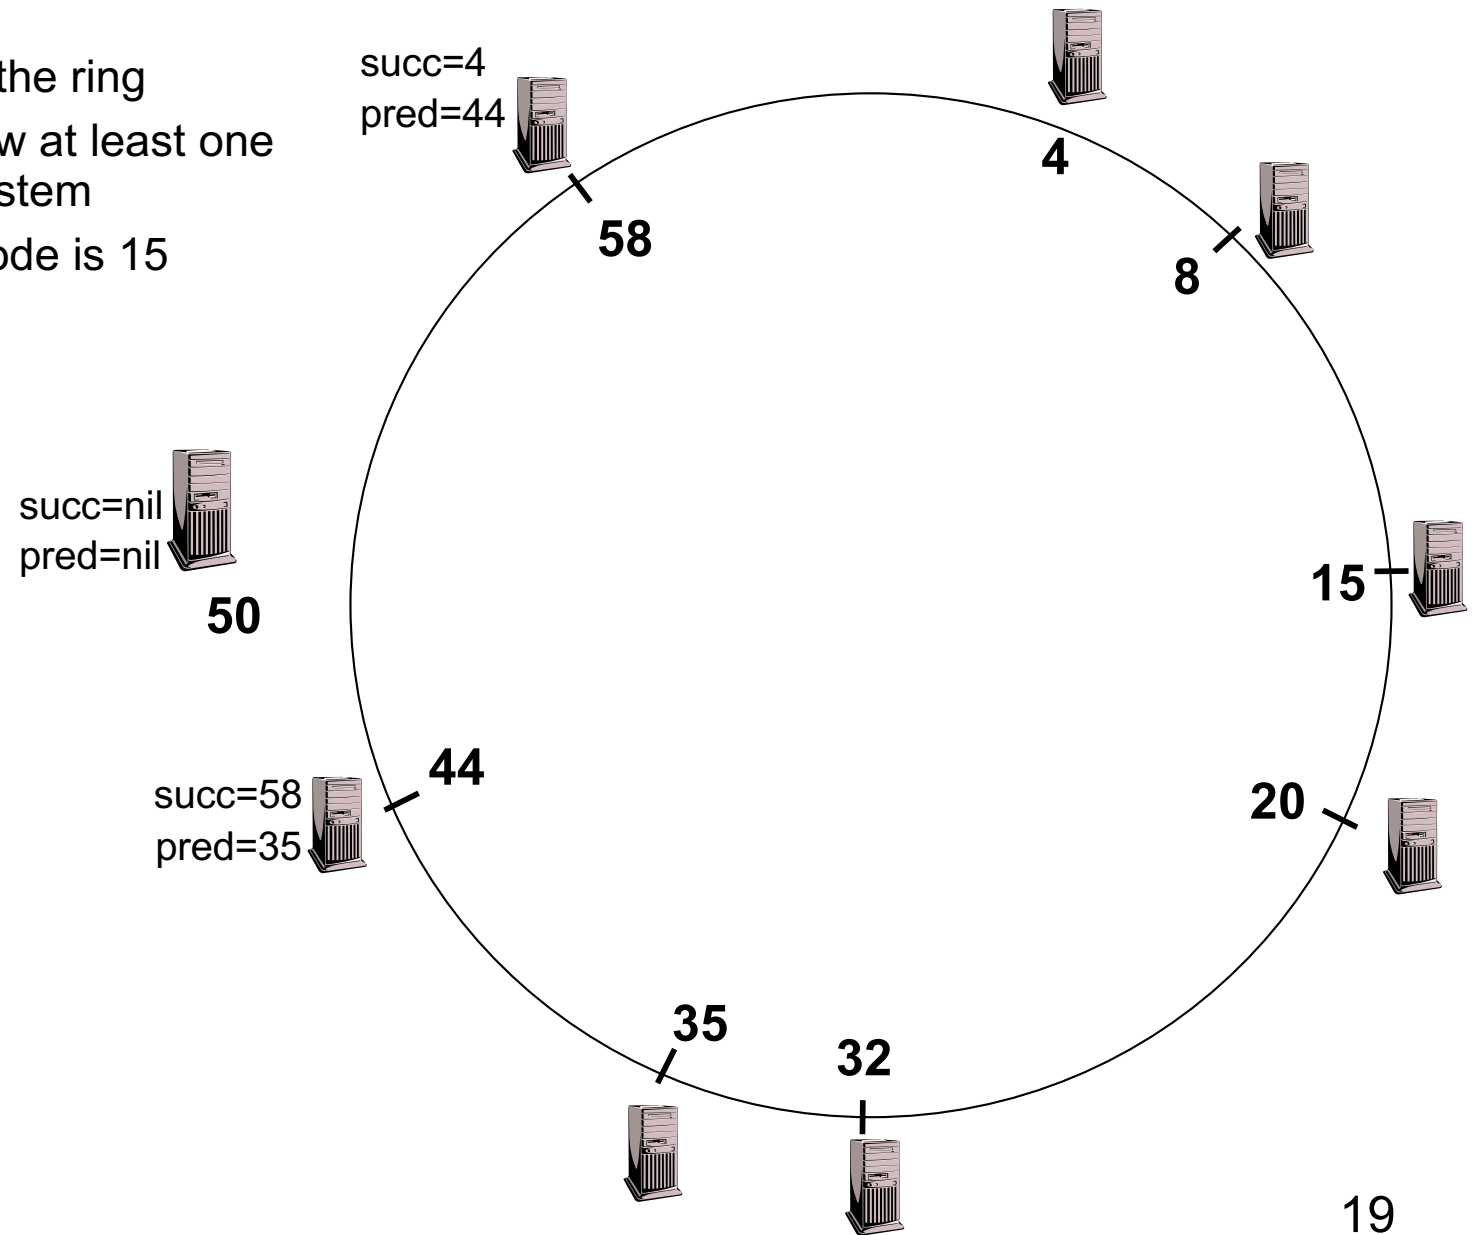 the ring
w at least one
stem
ode is 15
succ=4
pred=44
4
58
8
succ=nil
pred=nil
50
15
44
succ=58
pred=35
20
35
32
19